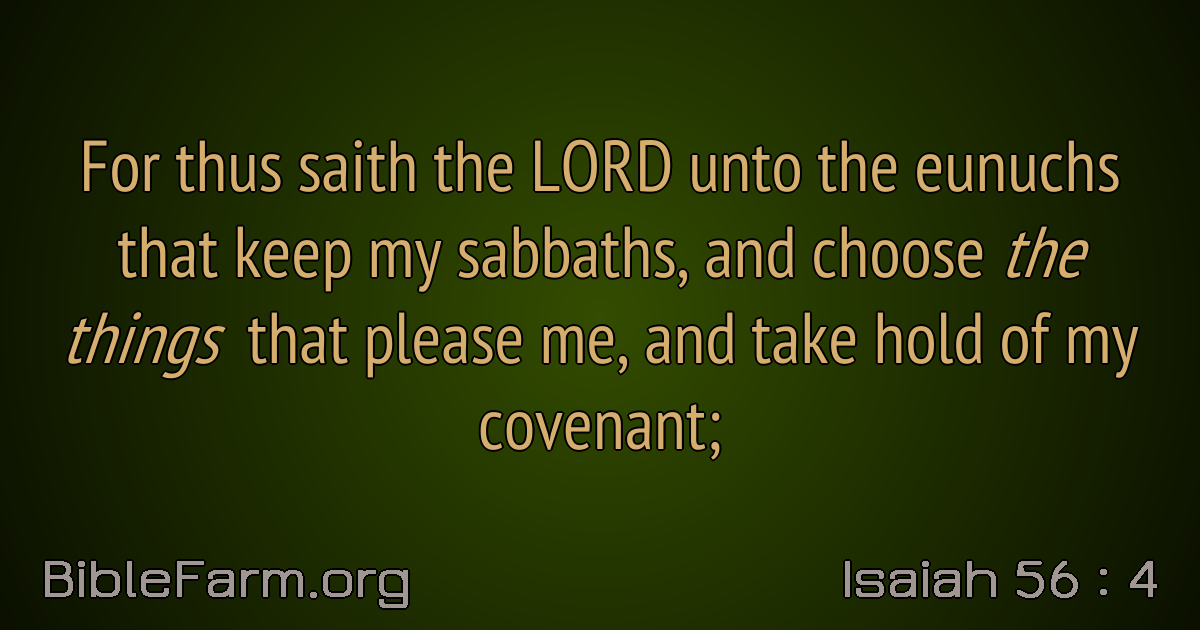 For thus saith the LORD unto the eunuchs
that keep my sabbaths, and choose the
things that please me, and take hold of my
covenant;
BibleFarm.org
Isaiah 56 : 4